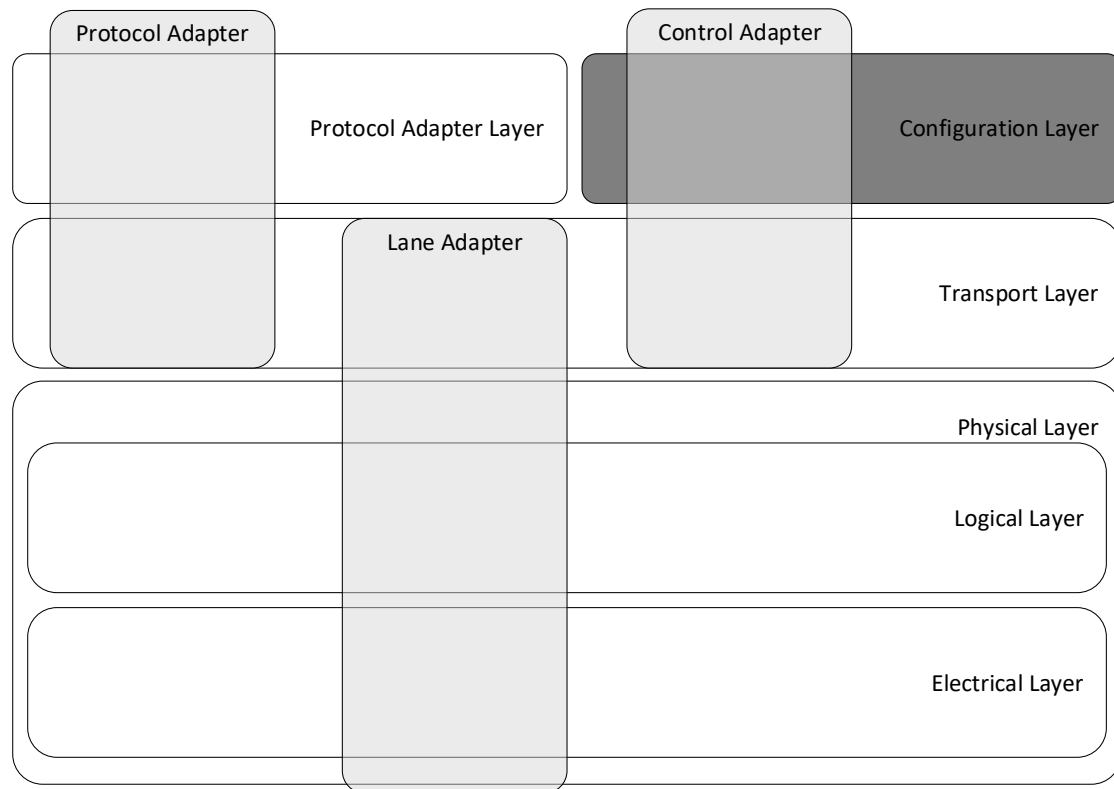 Protocol Adapter
Control Adapter
Protocol Adapter Layer
Configuration Layer
Lane Adapter
Transport Layer
Physical Layer
Logical Layer
Electrical Layer